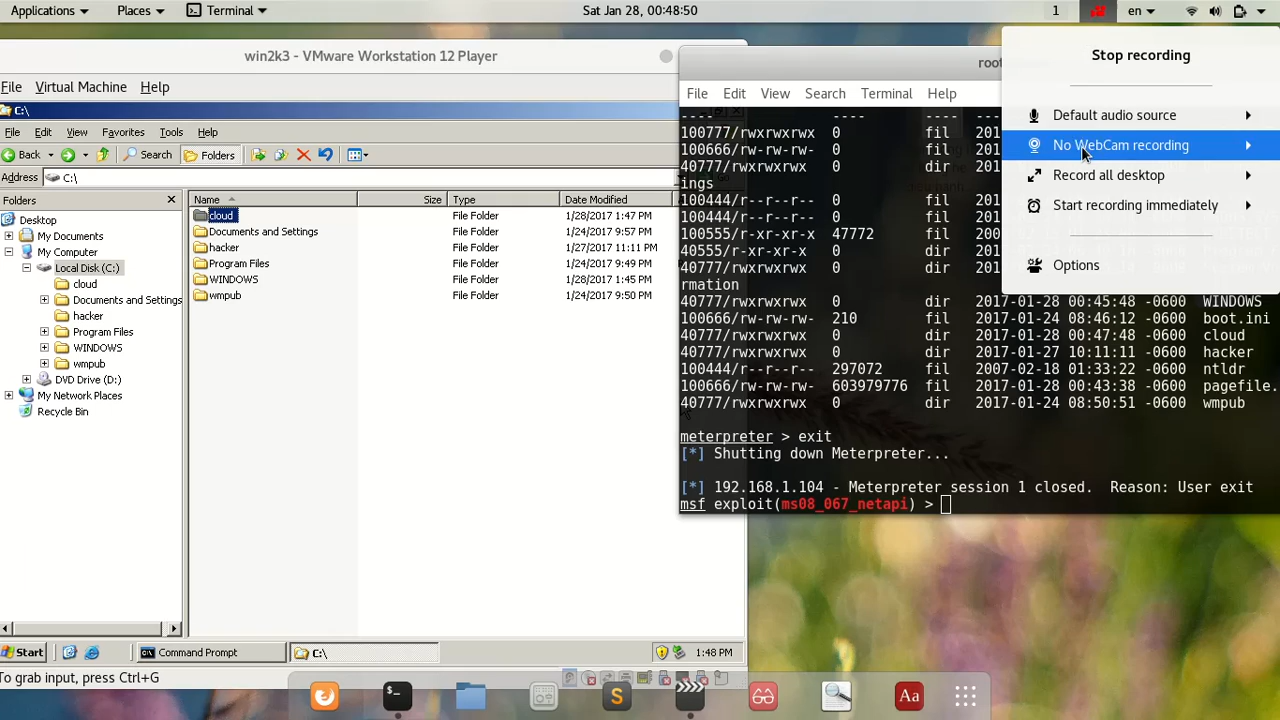 Applications Places Terminal Sat Jan 28, 00:48:50 1 en
win2k3 - VMware Workstation 12 Player
File Virtual Machine Help
C:\
File Edit View Favorites Tools Help
Back Search Folders
Address C:\
Folders
Desktop
My Documents
My Computer
Local Disk (C:)
cloud
Documents and Settings
hacker
Program Files
WINDOWS
wmpub
DVD Drive (D:)
My Network Places
Recycle Bin
Name Size Type Date Modified
cloud File Folder 1/28/2017 1:47 PM
Documents and Settings File Folder 1/24/2017 9:57 PM
hacker File Folder 1/27/2017 11:11 PM
Program Files File Folder 1/24/2017 9:49 PM
WINDOWS File Folder 1/28/2017 1:45 PM
wmpub File Folder 1/24/2017 9:50 PM
Start Command Prompt C:\ 1:48 PM
To grab input, press Ctrl+G
root
File Edit View Search Terminal Help
---- ----
100777/rwxrwxrwx 0 fil 201
100666/rw-rw-rw- 0 fil 201
40777/rwxrwxrwx 0 dir 201
ings
100444/r--r--r-- 0 fil 201
100444/r--r--r-- 0 fil 201
100555/r-xr-xr-x 47772 fil 200
40555/r-xr-xr-x 0 dir 201
40777/rwxrwxrwx 0 dir 201
rmation
40777/rwxrwxrwx 0 dir 2017-01-28 00:45:48 -0600 WINDOWS
100666/rw-rw-rw- 210 fil 2017-01-24 08:46:12 -0600 boot.ini
40777/rwxrwxrwx 0 dir 2017-01-28 00:47:48 -0600 cloud
40777/rwxrwxrwx 0 dir 2017-01-27 10:11:11 -0600 hacker
100444/r--r--r-- 297072 fil 2007-02-18 01:33:22 -0600 ntldr
100666/rw-rw-rw- 603979776 fil 2017-01-28 00:43:38 -0600 pagefile.
40777/rwxrwxrwx 0 dir 2017-01-24 08:50:51 -0600 wmpub
meterpreter > exit
[*] Shutting down Meterpreter...
[*] 192.168.1.104 - Meterpreter session 1 closed. Reason: User exit
msf exploit(ms08_067_netapi) >
Stop recording
Default audio source
No WebCam recording
Record all desktop
Start recording immediately
Options
>_
S
Aa